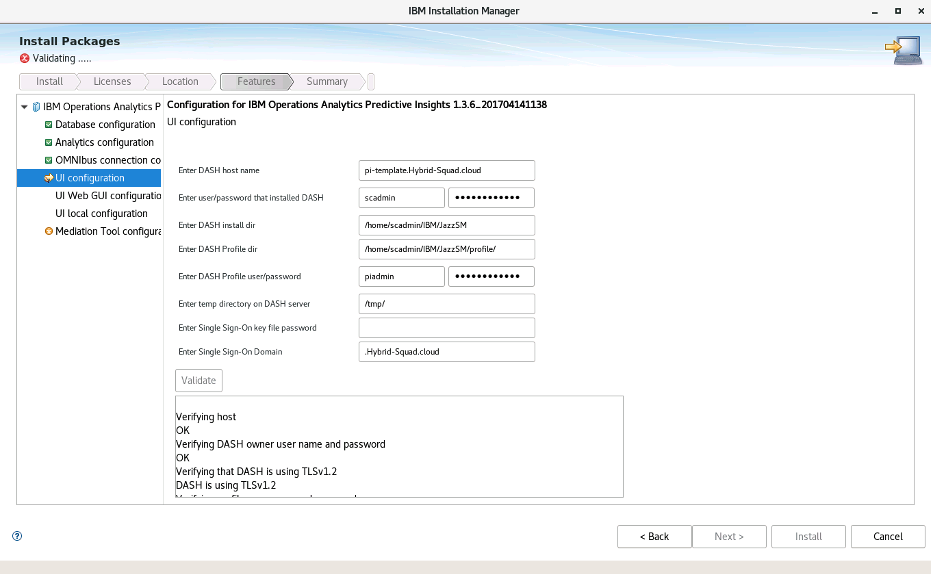 IBM Installation Manager
Install Packages
Validating .....
Install
Licenses
Location
Features
Summary
IBM Operations Analytics P
Database configuration
Analytics configuration
OMNIbus connection co
UI configuration
UI Web GUI configuratio
UI local configuration
Mediation Tool configura
Configuration for IBM Operations Analytics Predictive Insights 1.3.6_201704141138
UI configuration
Enter DASH host name
pi-template.Hybrid-Squad.cloud
Enter user/password that installed DASH
scadmin
••••••••••••
Enter DASH install dir
/home/scadmin/IBM/JazzSM
Enter DASH Profile dir
/home/scadmin/IBM/JazzSM/profile/
Enter DASH Profile user/password
piadmin
••••••••••••
Enter temp directory on DASH server
/tmp/
Enter Single Sign-On key file password
Enter Single Sign-On Domain
.Hybrid-Squad.cloud
Validate
Verifying host
OK
Verifying DASH owner user name and password
OK
Verifying that DASH is using TLSv1.2
DASH is using TLSv1.2
< Back
Next >
Install
Cancel